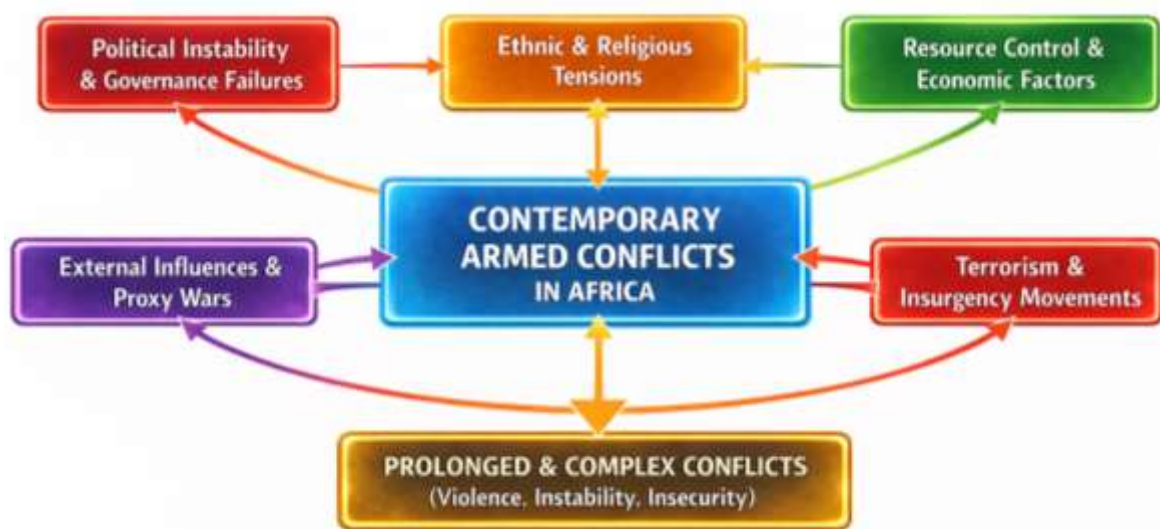 Political Instability
& Governance Failures
Ethnic & Religious
Tensions
Resource Control &
Economic Factors
CONTEMPORARY
ARMED CONFLICTS
IN AFRICA
External Influences &
Proxy Wars
Terrorism &
Insurgency Movements
PROLONGED & COMPLEX CONFLICTS
(Violence, Instability, Insecurity)